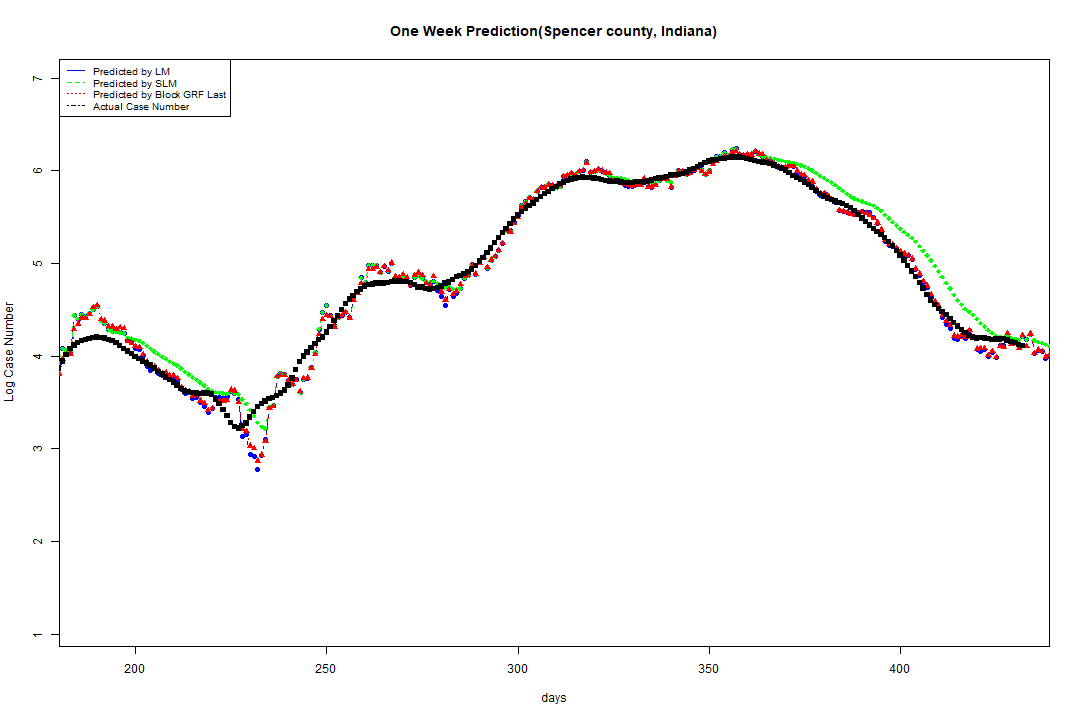 One Week Prediction(Spencer county, Indiana)
Predicted by LM
Predicted by SLM
Predicted by Block GRF Last
Actual Case Number
7
6
5
4
3
2
1
Log Case Number
200 250 300 350 400
days